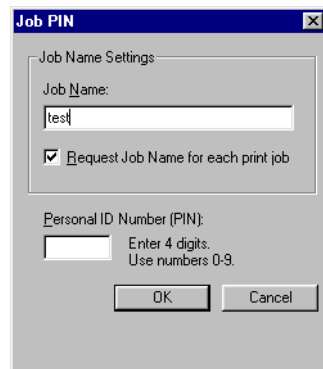 Job PIN
Job Name Settings
Job Name:
test
Request Job Name for each print job
Personal ID Number (PIN):
Enter 4 digits.
Use numbers 0-9.
OK Cancel